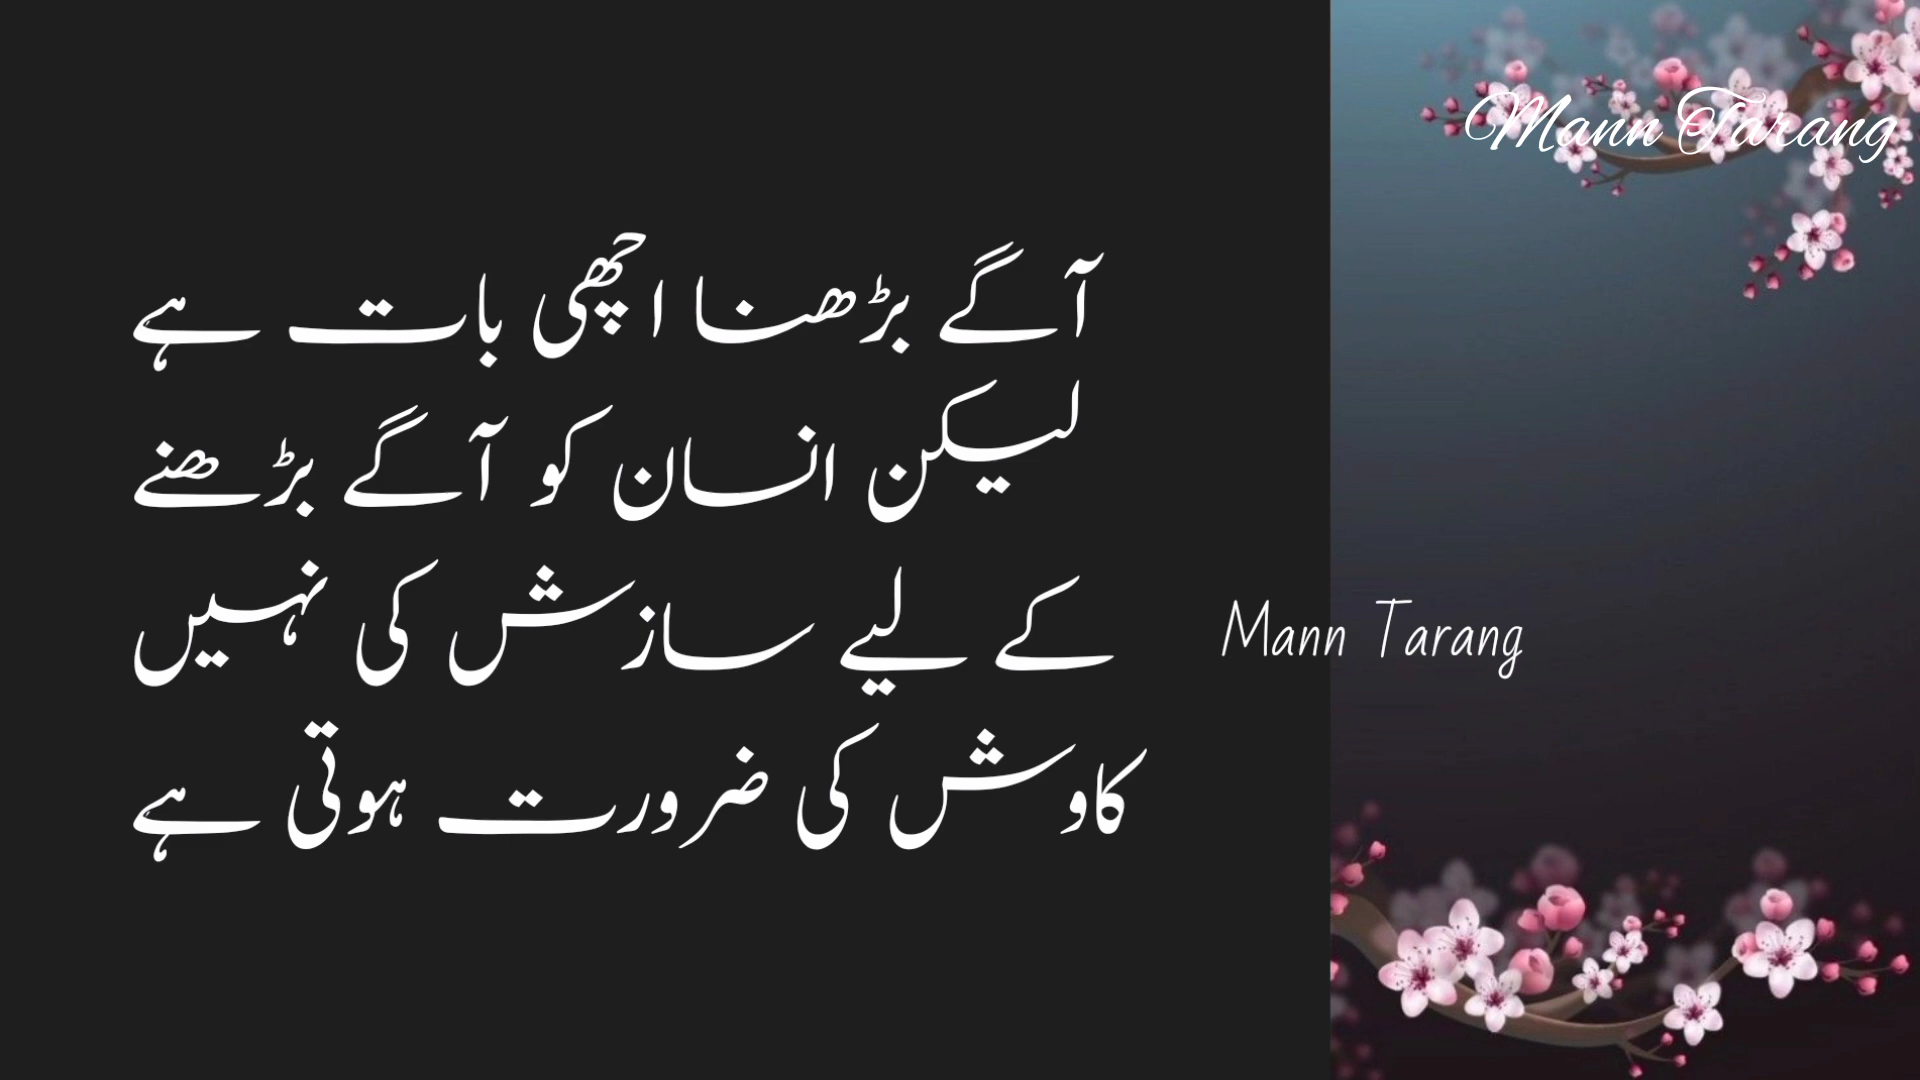 Mann Tarang
آگے بڑھنا اچھی بات ہے
لیکن انسان کو آگے بڑھنے
کے لیے سازش کی نہیں
کاوش کی ضرورت ہوتی ہے
Mann Tarang